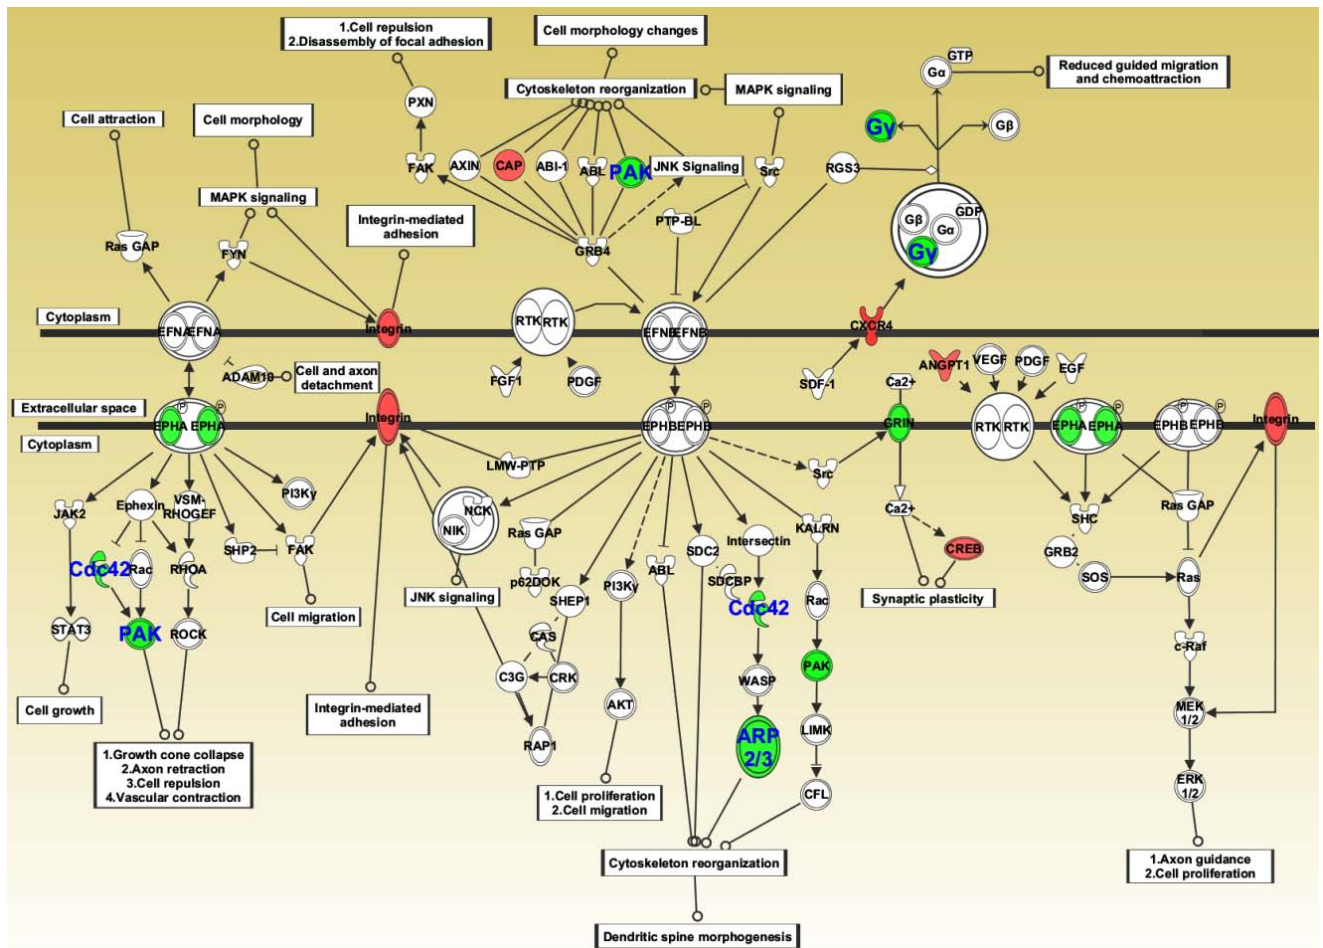 1.Cell repulsion
2.Disassembly of focal adhesion
Cell morphology changes
GTP
Gα
Reduced guided migration
and chemoattraction
PXN
Cytoskeleton reorganization
MAPK signaling
Cell attraction
Cell morphology
Gγ
Gβ
FAK
AXIN
CAP
ABI-1
ABL
PAK
JNK Signaling
Src
RGS3
MAPK signaling
Integrin-mediated
adhesion
PTP-BL
Gβ
GDP
Gα
Gγ
Ras GAP
FYN
GRB4
Cytoplasm
EFNA
EFNA
Integrin
RTK
RTK
EFNB
EFNB
CXCR4
ADAM10
Cell and axon
detachment
FGF1
PDGF
SDF-1
Ca2+
ANGPT1
VEGF
PDGF
EGF
Extracellular space
P
P
EPHA
EPHA
Integrin
P
P
EPHB
EPHB
GRIN
RTK
RTK
P
P
EPHA
EPHA
P
P
EPHB
EPHB
Integrin
Cytoplasm
LMW-PTP
Src
JAK2
Ephexin
VSM-
RHOGEF
PI3Kγ
NCK
NIK
Ras GAP
Intersectin
KALRN
Ca2+
SHC
Ras GAP
SHP2
FAK
ABL
SDC2
CREB
GRB2
SOS
Ras
Cdc42
Rac
RHOA
JNK signaling
p62DOK
SHEP1
PI3Kγ
SDCBP
Cdc42
Rac
Synaptic plasticity
Cell migration
STAT3
PAK
ROCK
CAS
C3G
CRK
WASP
PAK
c-Raf
Cell growth
Integrin-mediated
adhesion
AKT
RAP1
ARP
2/3
LIMK
MEK
1/2
1.Growth cone collapse
2.Axon retraction
3.Cell repulsion
4.Vascular contraction
1.Cell proliferation
2.Cell migration
CFL
ERK
1/2
Cytoskeleton reorganization
1.Axon guidance
2.Cell proliferation
Dendritic spine morphogenesis